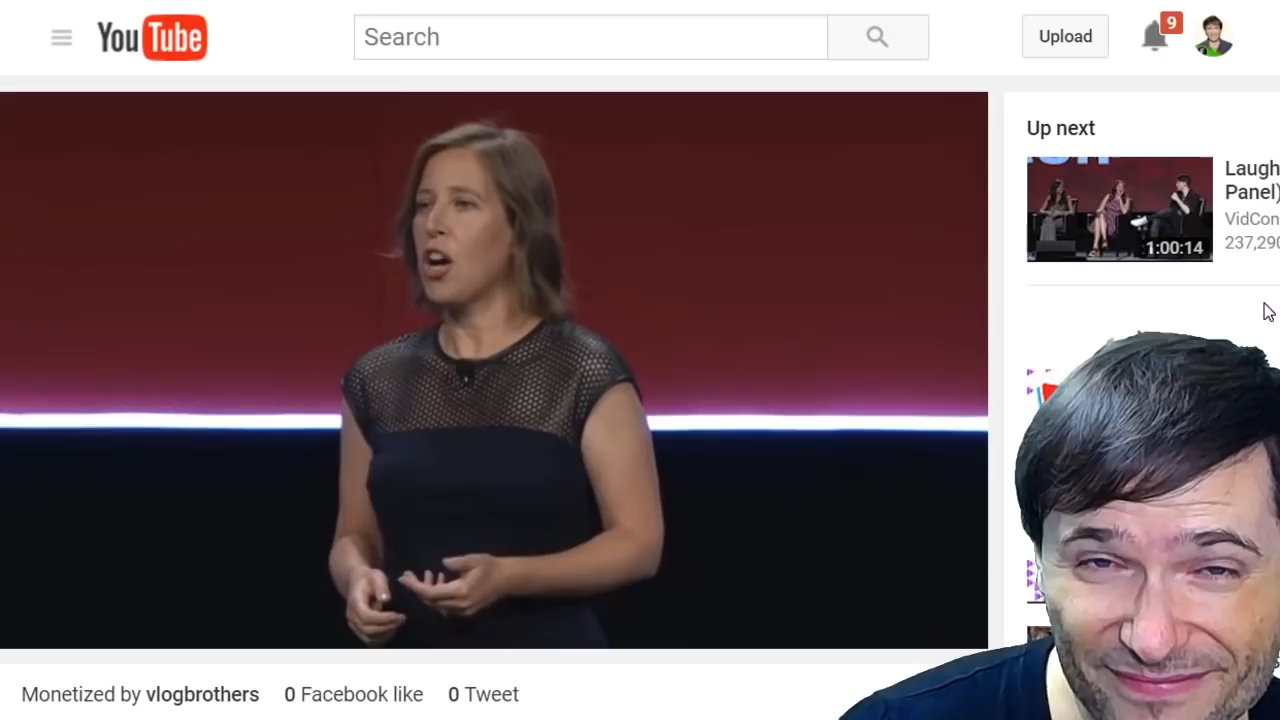 YouTube
Search
Upload
9
Up next
Laugh
Panel)
VidCon
237,290
1:00:14
Monetized by vlogbrothers 0 Facebook like 0 Tweet